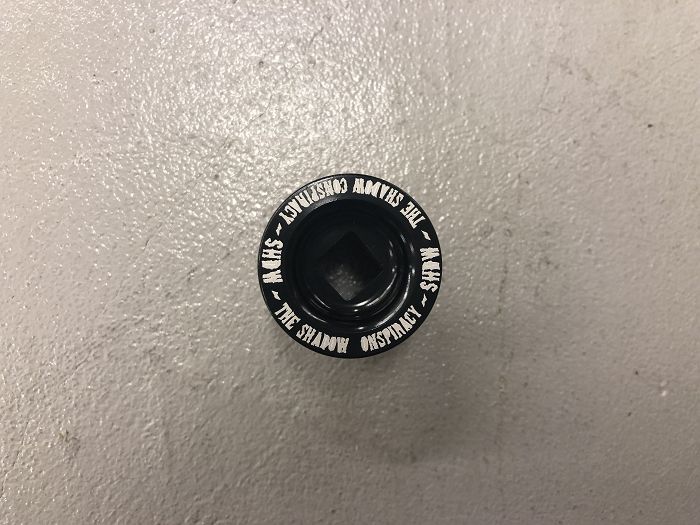 THE SHADOW ONSPIRACY ~ SHDW ~ THE SHADOW CONSPIRACY ~ SHDW ~